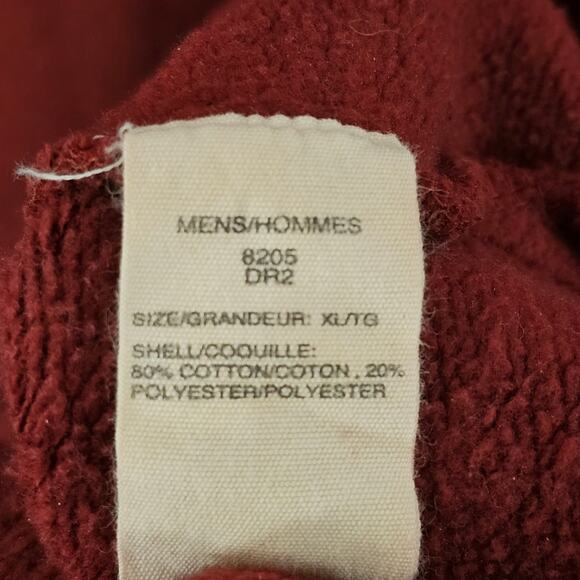 MENS/HOMMES
8205
DR2
SIZE/GRANDEUR: XL/TG
SHELL/COQUILLE:
80% COTTON/COTON , 20%
POLYESTER/POLYESTER